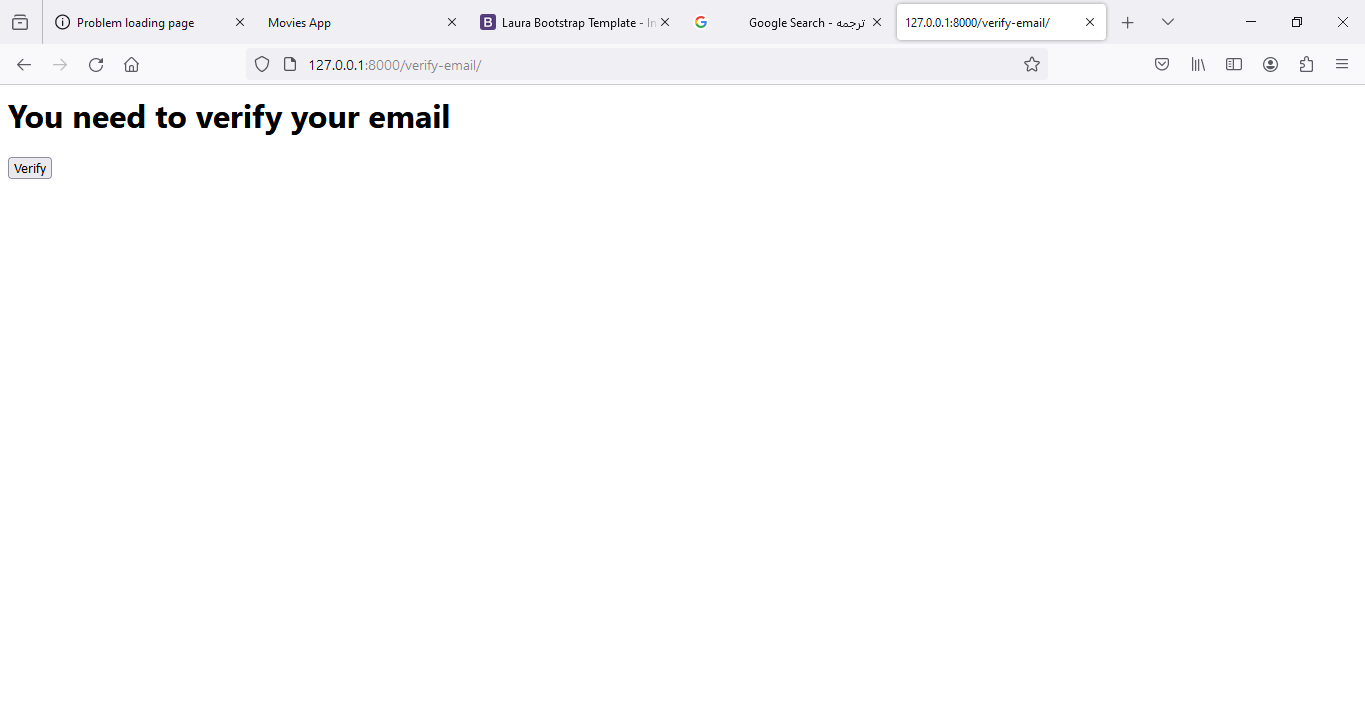 Problem loading page
Movies App
B Laura Bootstrap Template - In
G ترجمه - Google Search
127.0.0.1:8000/verify-email/
127.0.0.1:8000/verify-email/
You need to verify your email
Verify